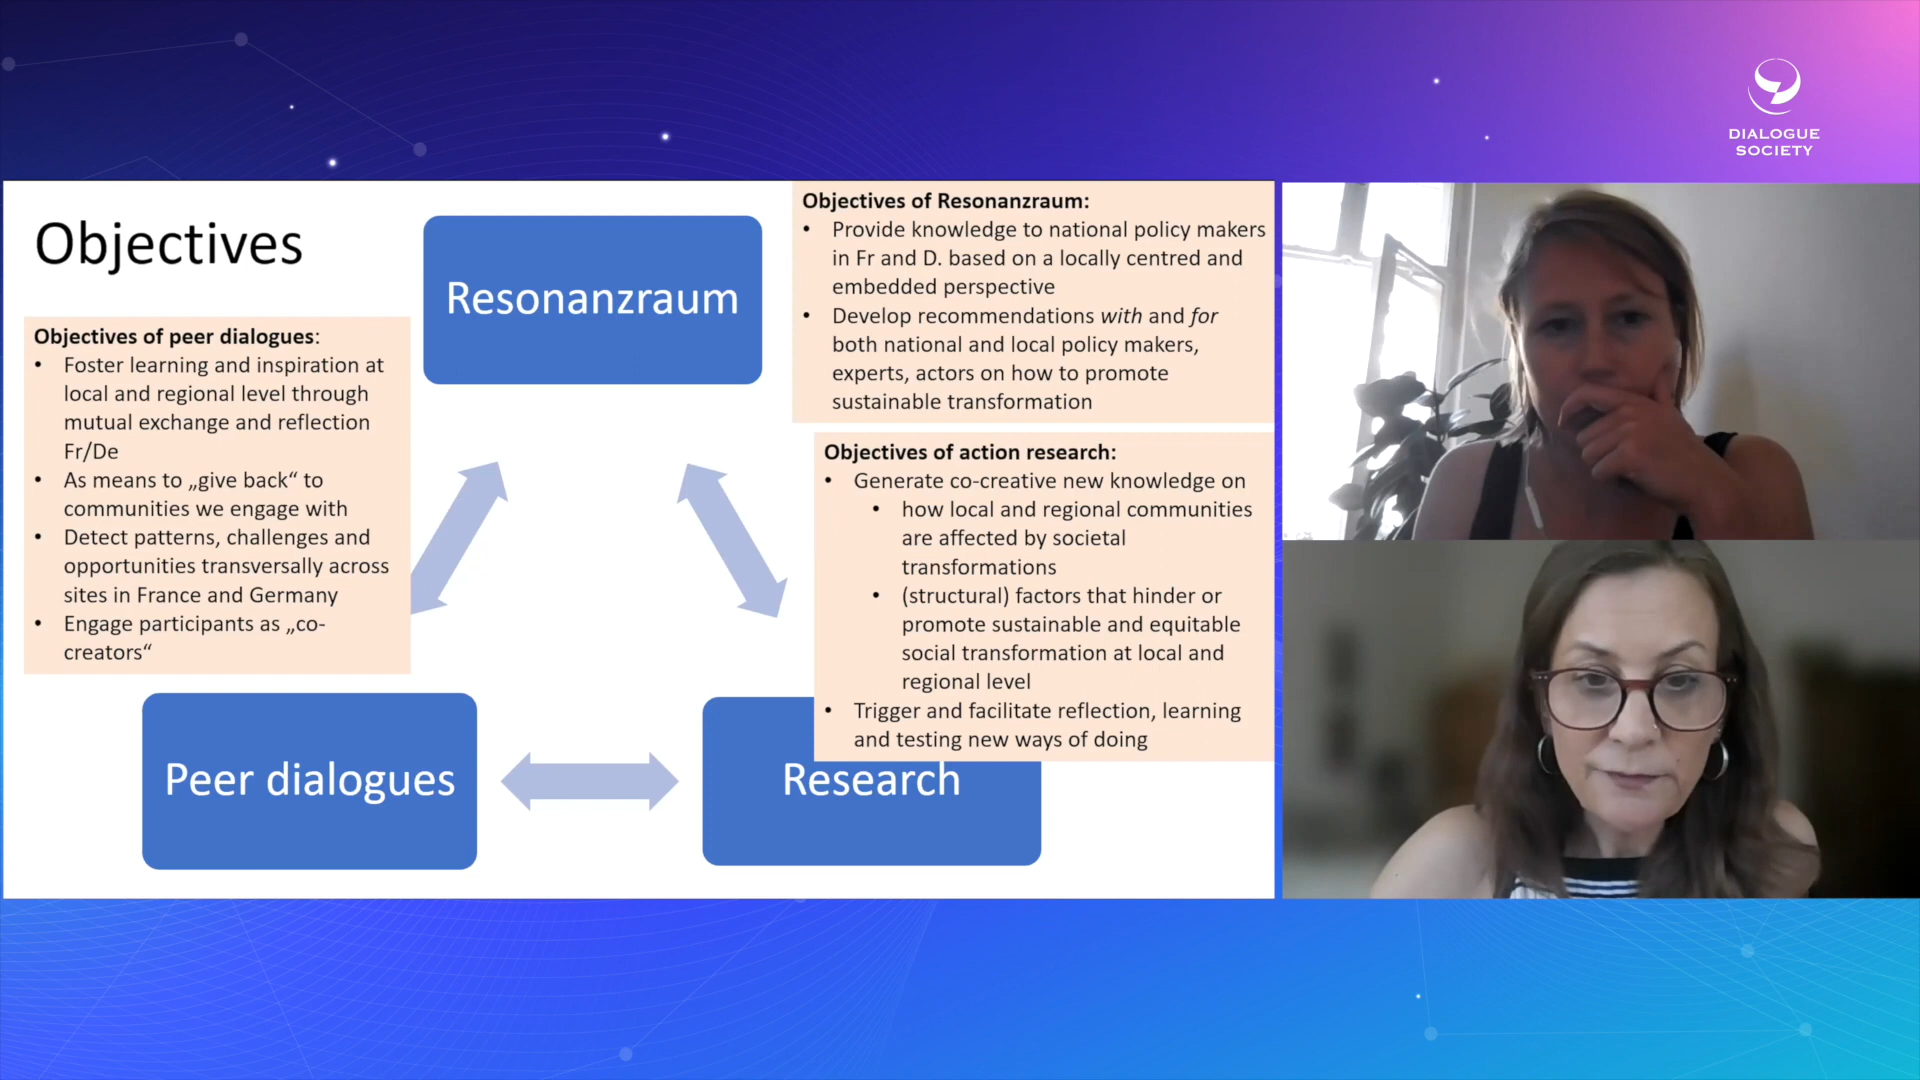 DIALOGUE
SOCIETY
Objectives
Resonanzraum
Objectives of peer dialogues:
• Foster learning and inspiration at
local and regional level through
mutual exchange and reflection
Fr/De
• As means to „give back“ to
communities we engage with
• Detect patterns, challenges and
opportunities transversally across
sites in France and Germany
• Engage participants as „co-
creators“
Objectives of Resonanzraum:
• Provide knowledge to national policy makers
in Fr and D. based on a locally centred and
embedded perspective
• Develop recommendations with and for
both national and local policy makers,
experts, actors on how to promote
sustainable transformation
Objectives of action research:
• Generate co-creative new knowledge on
• how local and regional communities
are affected by societal
transformations
• (structural) factors that hinder or
promote sustainable and equitable
social transformation at local and
regional level
• Trigger and facilitate reflection, learning
and testing new ways of doing
Peer dialogues
Research